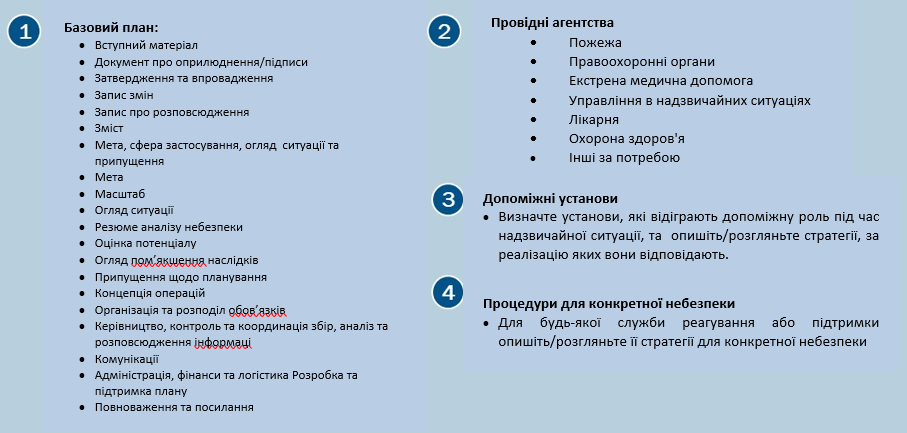 1
Базовий план:
• Вступний матеріал
• Документ про оприлюднення/підписи
• Затвердження та впровадження
• Запис змін
• Запис про розповсюдження
• Зміст
• Мета, сфера застосування, огляд ситуації та
припущення
• Мета
• Масштаб
• Огляд ситуації
• Резюме аналізу небезпеки
• Оцінка потенціалу
• Огляд пом'якшення наслідків
• Припущення щодо планування
• Концепція операцій
• Організація та розподіл обов'язків
• Керівництво, контроль та координація збір, аналіз та
розповсюдження інформаці
• Комунікації
• Адміністрація, фінанси та логістика Розробка та
підтримка плану
• Повноваження та посилання
2
Провідні агентства
• Пожежа
• Правоохоронні органи
• Екстрена медична допомога
• Управління в надзвичайних ситуаціях
• Лікарня
• Охорона здоров'я
• Інші за потребою
3
Допоміжні установи
• Визначте установи, які відіграють допоміжну роль під час
надзвичайної ситуації, та опишіть/розгляньте стратегії, за
реалізацію яких вони відповідають.
4
Процедури для конкретної небезпеки
• Для будь-якої служби реагування або підтримки
опишіть/розгляньте її стратегії для конкретної небезпеки